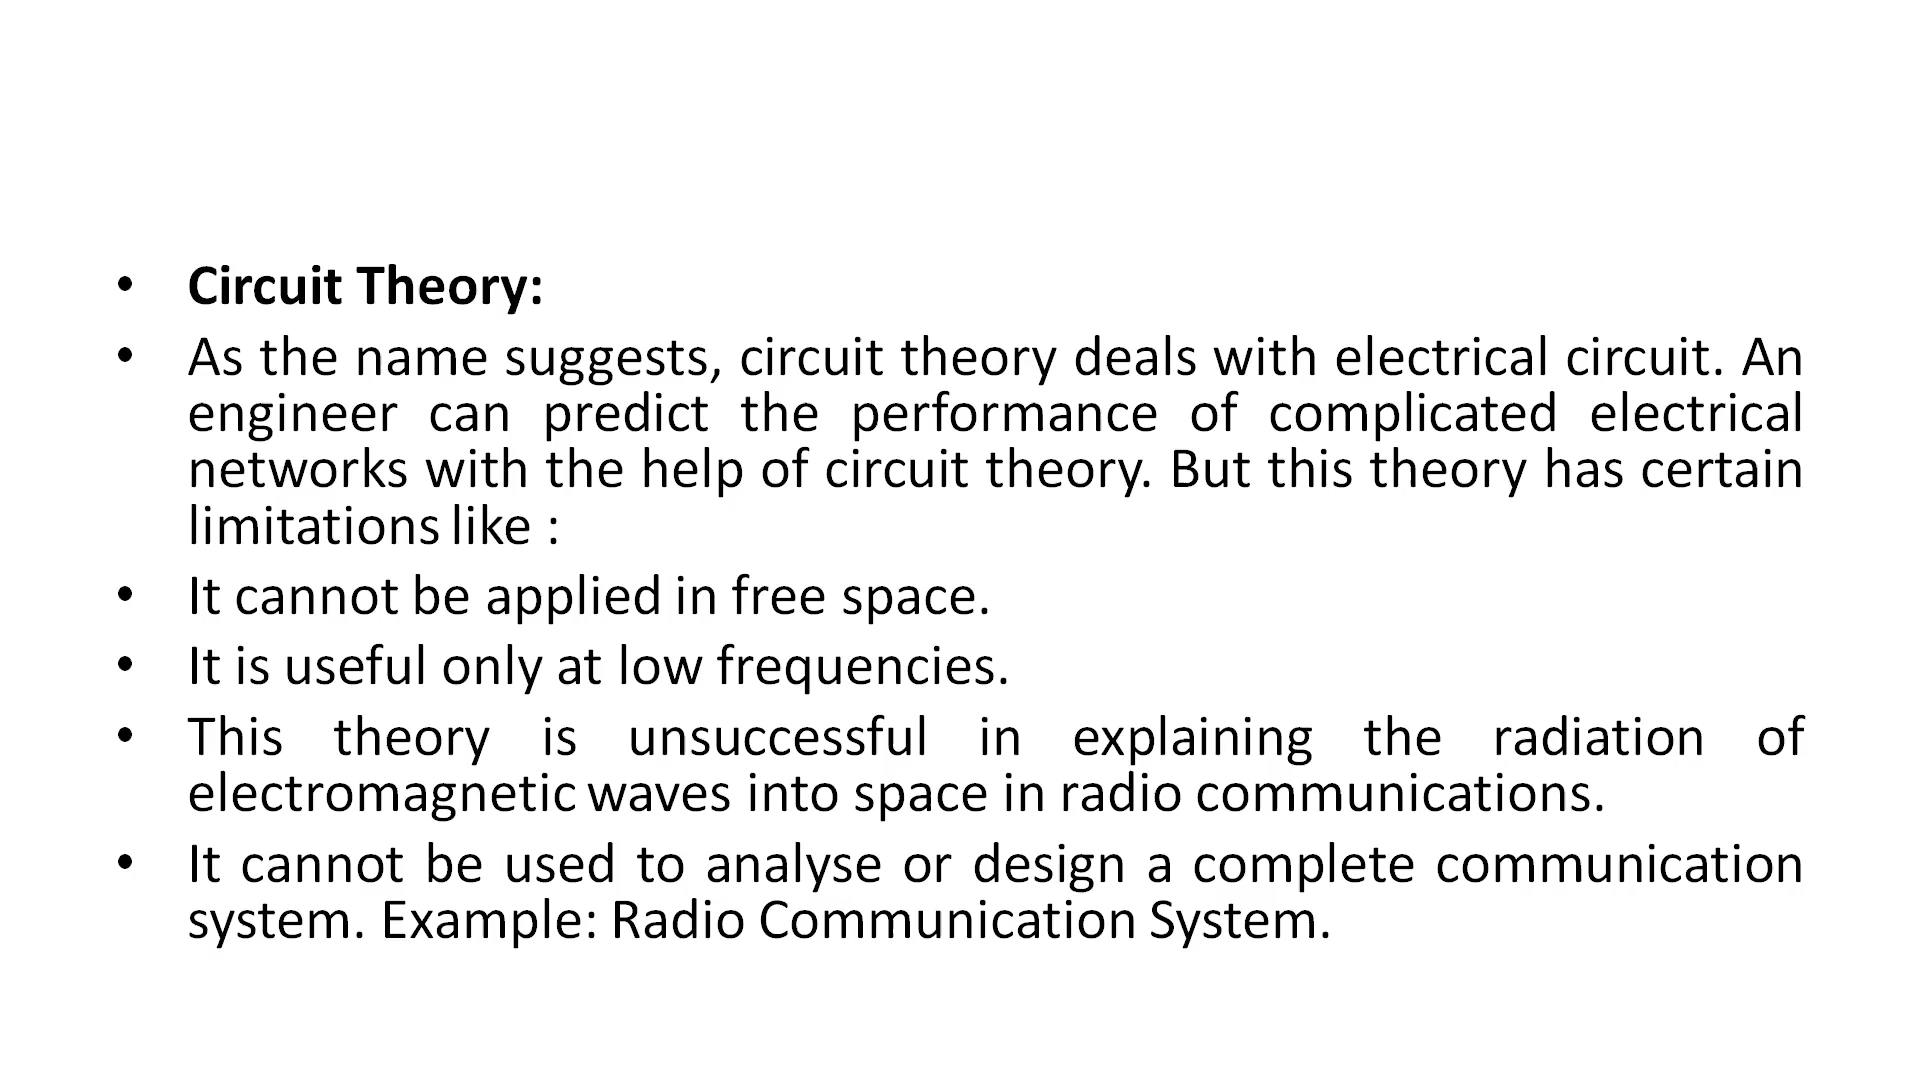 • Circuit Theory:
• As the name suggests, circuit theory deals with electrical circuit. An
engineer can predict the performance of complicated electrical
networks with the help of circuit theory. But this theory has certain
limitations like :
• It cannot be applied in free space.
• It is useful only at low frequencies.
• This theory is unsuccessful in explaining the radiation of
electromagnetic waves into space in radio communications.
• It cannot be used to analyse or design a complete communication
system. Example: Radio Communication System.